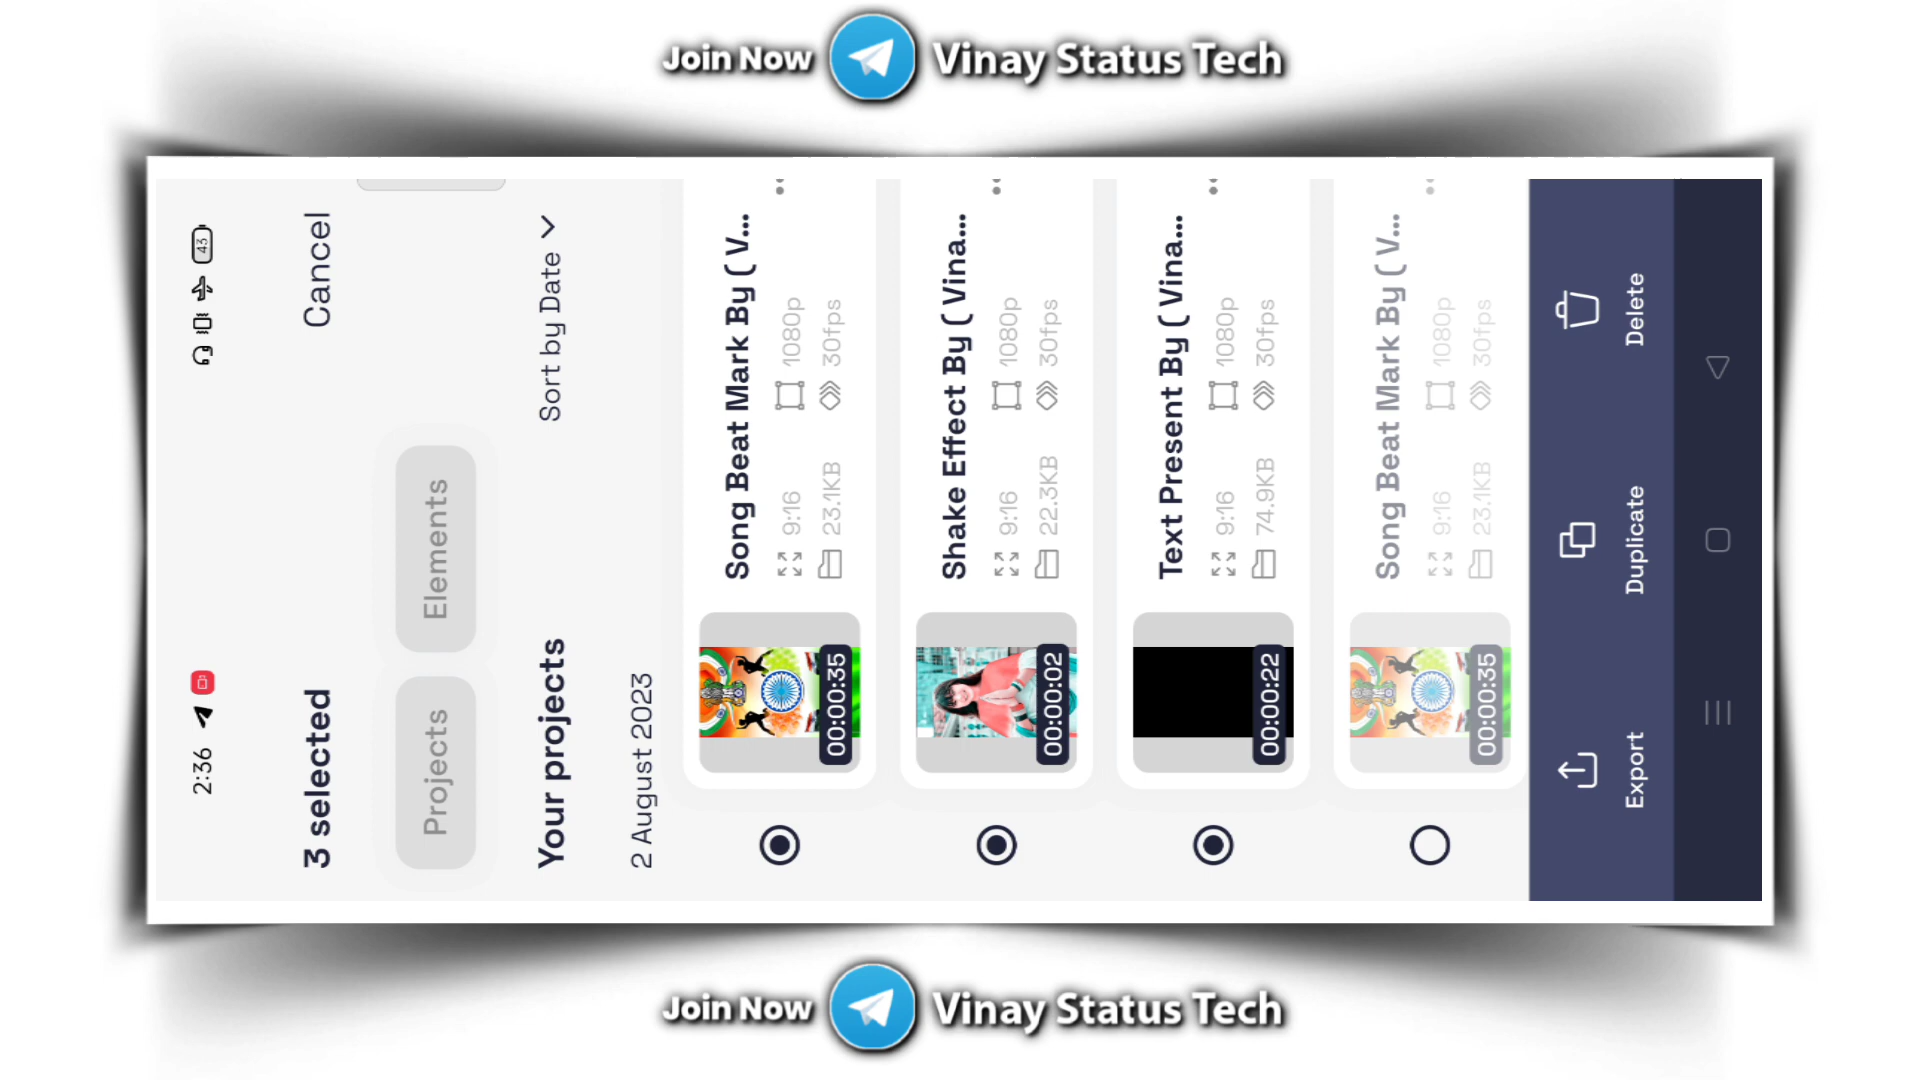 Join Now Vinay Status Tech
2:36 43
3 selected Cancel
Projects Elements
Your projects Sort by Date
2 August 2023
Song Beat Mark By ( V...
9:16 1080p
23.1KB 30fps
00:00:35
Shake Effect By ( Vina...
9:16 1080p
22.3KB 30fps
00:00:02
Text Present By ( Vina...
9:16 1080p
74.9KB 30fps
00:00:22
Song Beat Mark By ( V...
9:16 1080p
23.1KB 30fps
00:00:35
Export Duplicate Delete
Join Now Vinay Status Tech